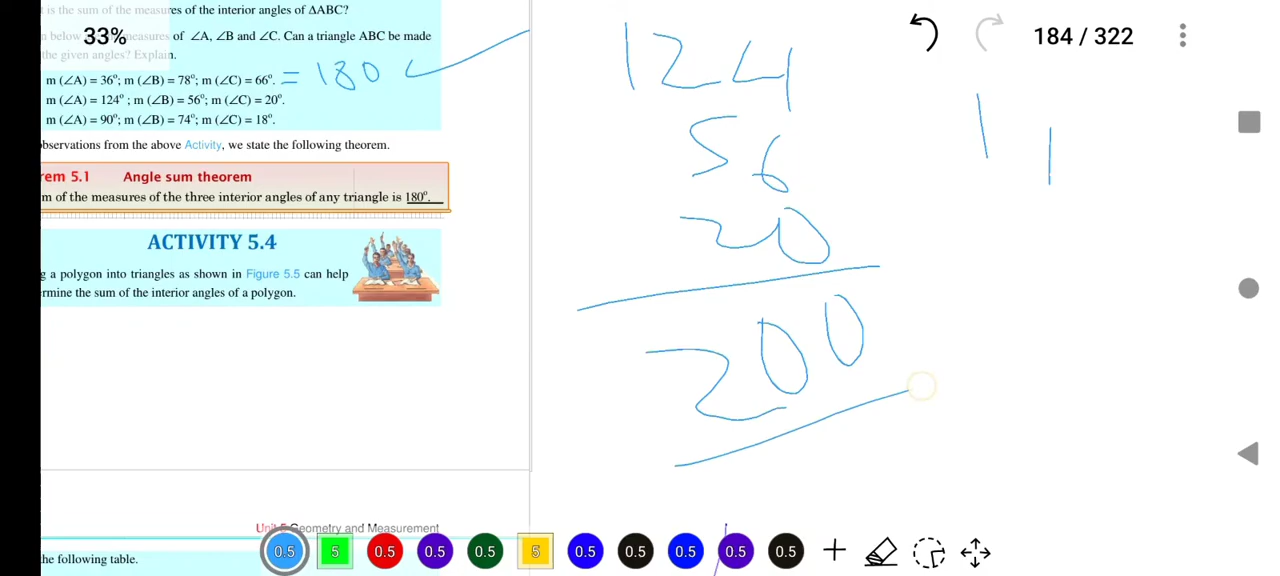 t is the sum of the measures of the interior angles of ΔABC?
33%
n below measures of ∠A, ∠B and ∠C. Can a triangle ABC be made
the given angles? Explain.
m (∠A) = 36°; m (∠B) = 78°; m (∠C) = 66°. = 180
m (∠A) = 124° ; m (∠B) = 56°; m (∠C) = 20°.
m (∠A) = 90°; m (∠B) = 74°; m (∠C) = 18°.
observations from the above Activity, we state the following theorem.
rem 5.1 Angle sum theorem
m of the measures of the three interior angles of any triangle is 180°.
ACTIVITY 5.4
g a polygon into triangles as shown in Figure 5.5 can help
ermine the sum of the interior angles of a polygon.
Unit 5 Geometry and Measurement
the following table.
124
56
20
200
1 1
184 / 322
0.5 5 0.5 0.5 0.5 5 0.5 0.5 0.5 0.5 0.5